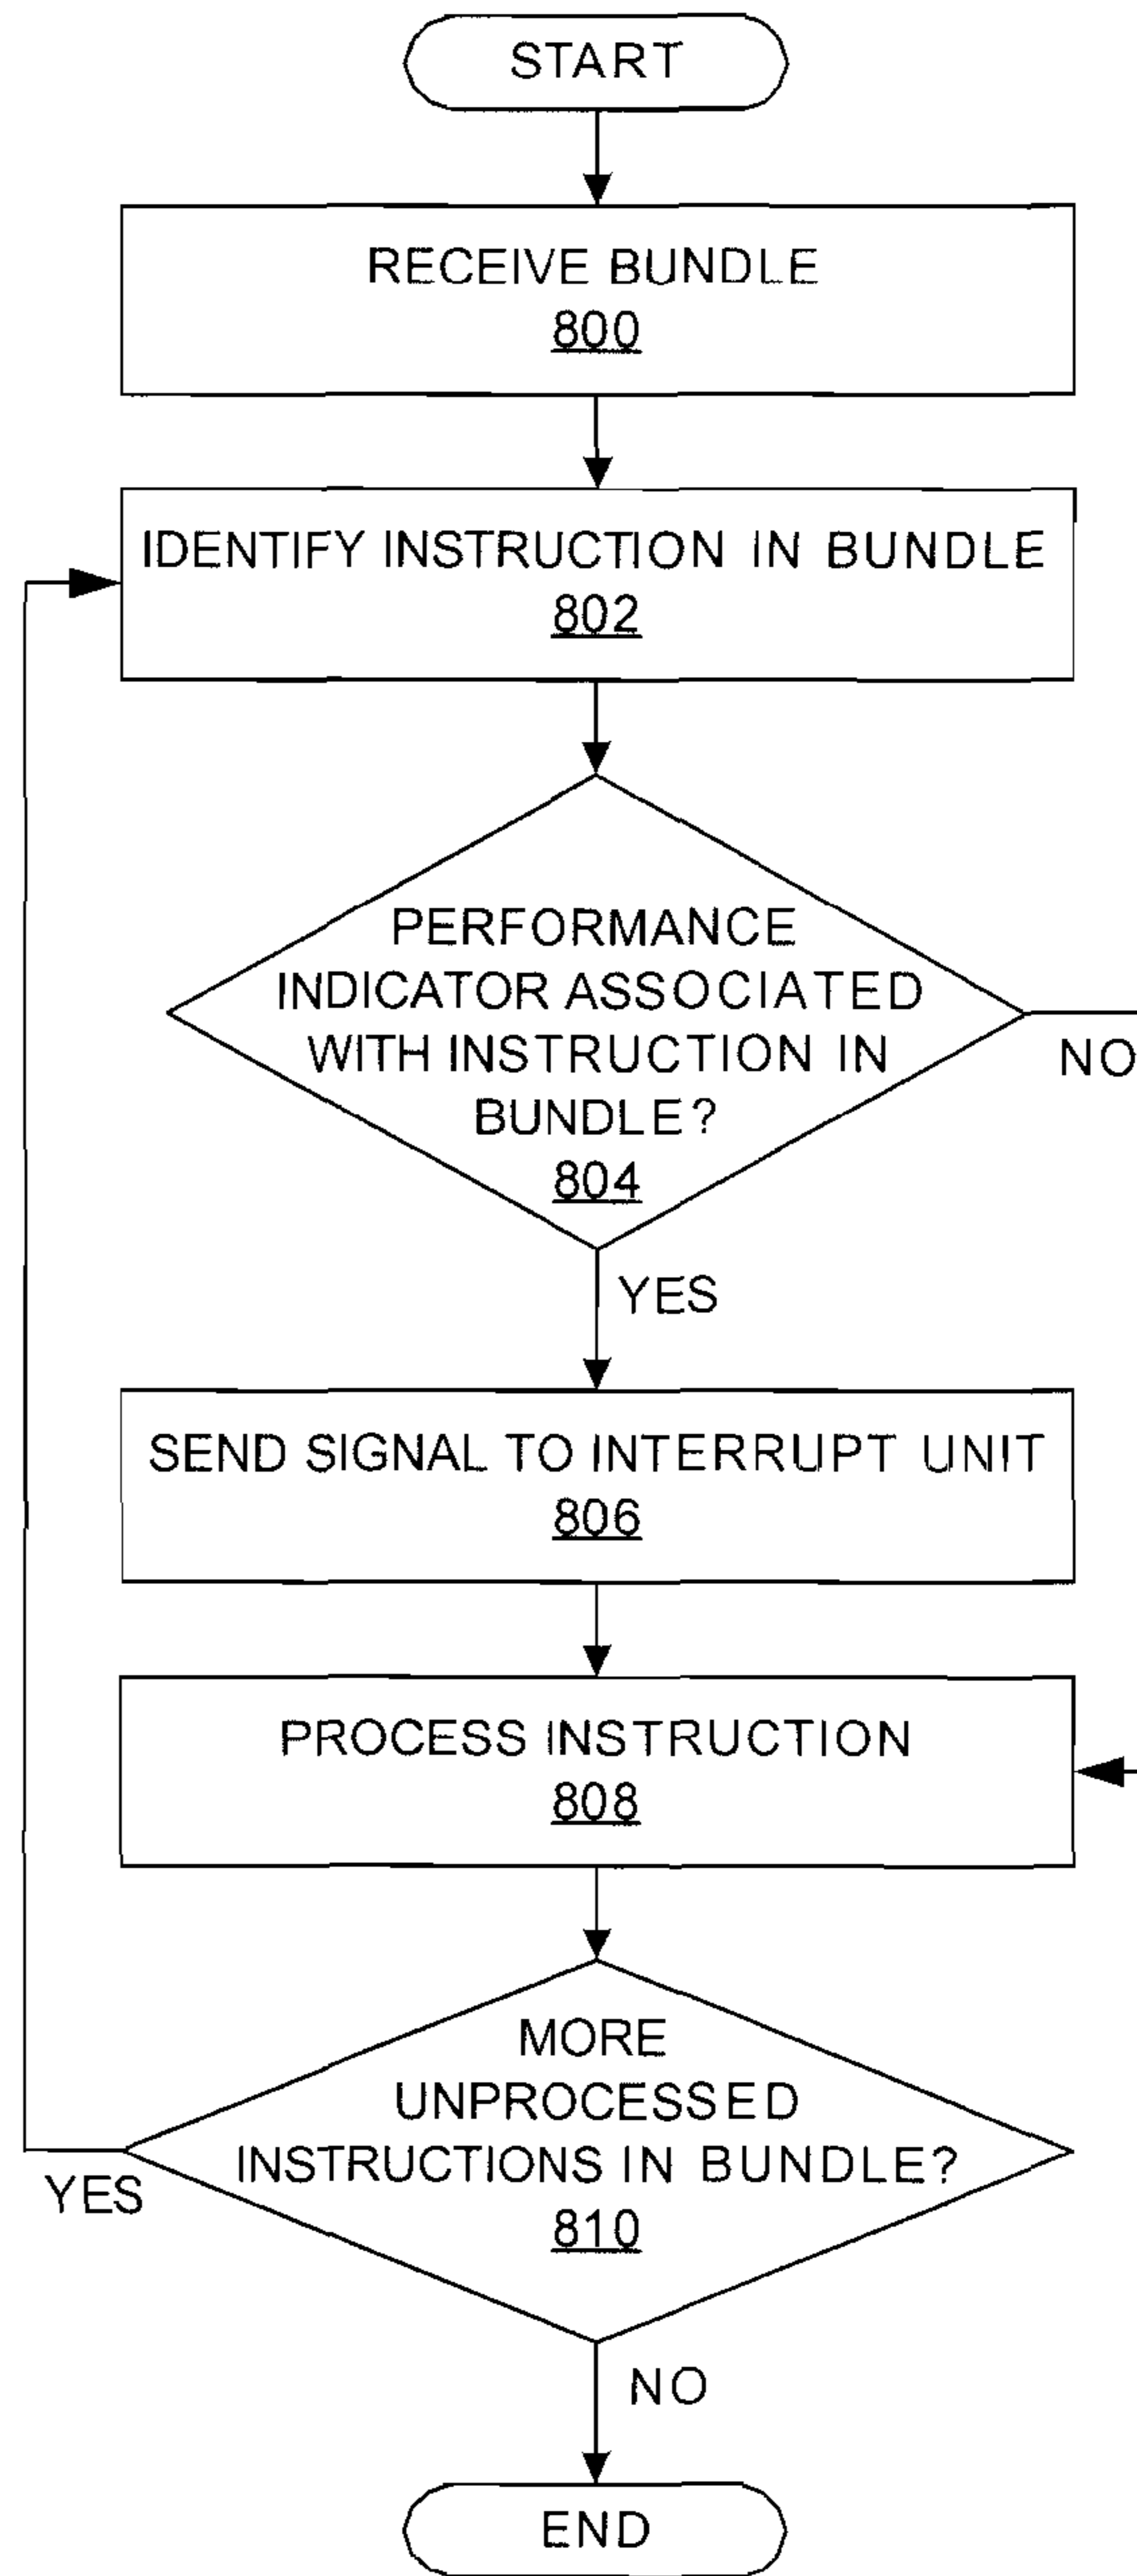 START
RECEIVE BUNDLE
800
IDENTIFY INSTRUCTION IN BUNDLE
802
PERFORMANCE
INDICATOR ASSOCIATED
WITH INSTRUCTION IN
BUNDLE?
804
NO
YES
SEND SIGNAL TO INTERRUPT UNIT
806
PROCESS INSTRUCTION
808
MORE
UNPROCESSED
INSTRUCTIONS IN BUNDLE?
810
YES
NO
END